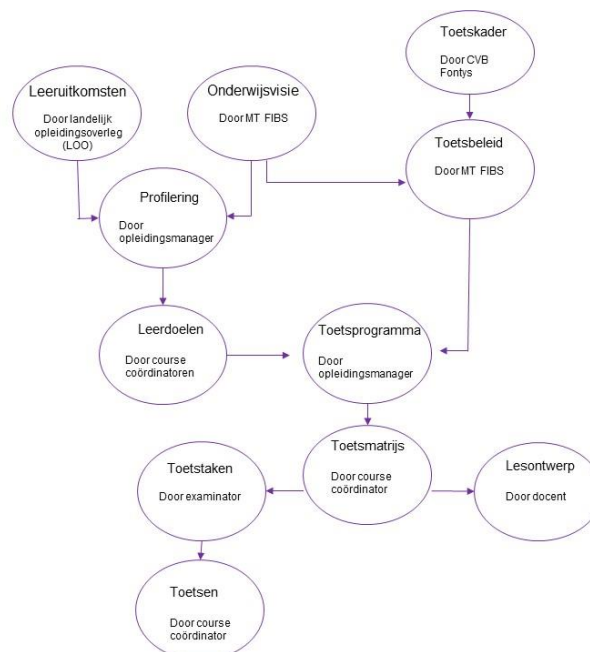 Toetskader
Door CVB
Fontys
Leeruitkomsten
Door landelijk
opleidingsoverleg
(LOO)
Onderwijsvisie
Door MT FIBS
Toetsbeleid
Door MT FIBS
Profilering
Door
opleidingsmanager
Leerdoelen
Door course
coördinatoren
Toetsprogramma
Door
opleidingsmanager
Toetsmatrijs
Door course
coördinator
Toetstaken
Door examinator
Lesontwerp
Door docent
Toetsen
Door course
coördinator